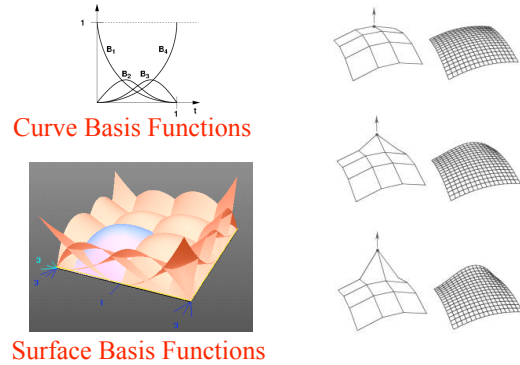 1
B1
B4
B2
B3
t
1
Curve Basis Functions
3
3
1
3
Surface Basis Functions